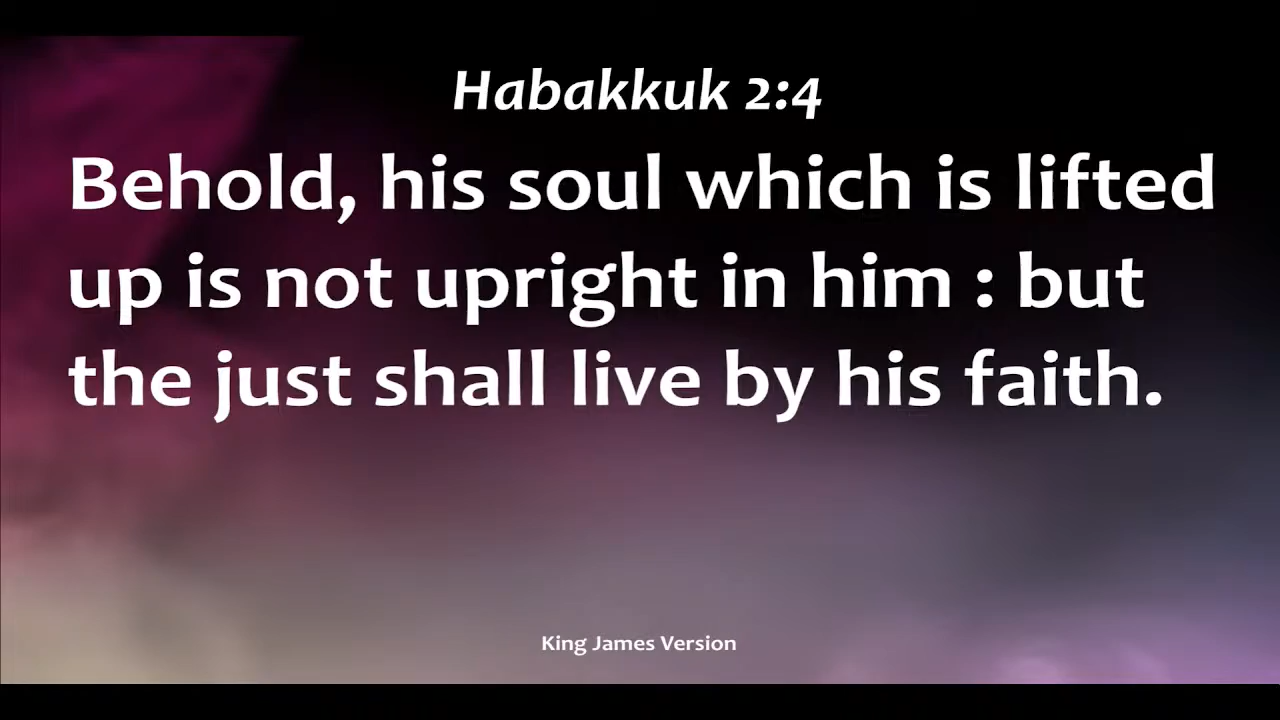 Habakkuk 2:4
Behold, his soul which is lifted
up is not upright in him : but
the just shall live by his faith.
King James Version